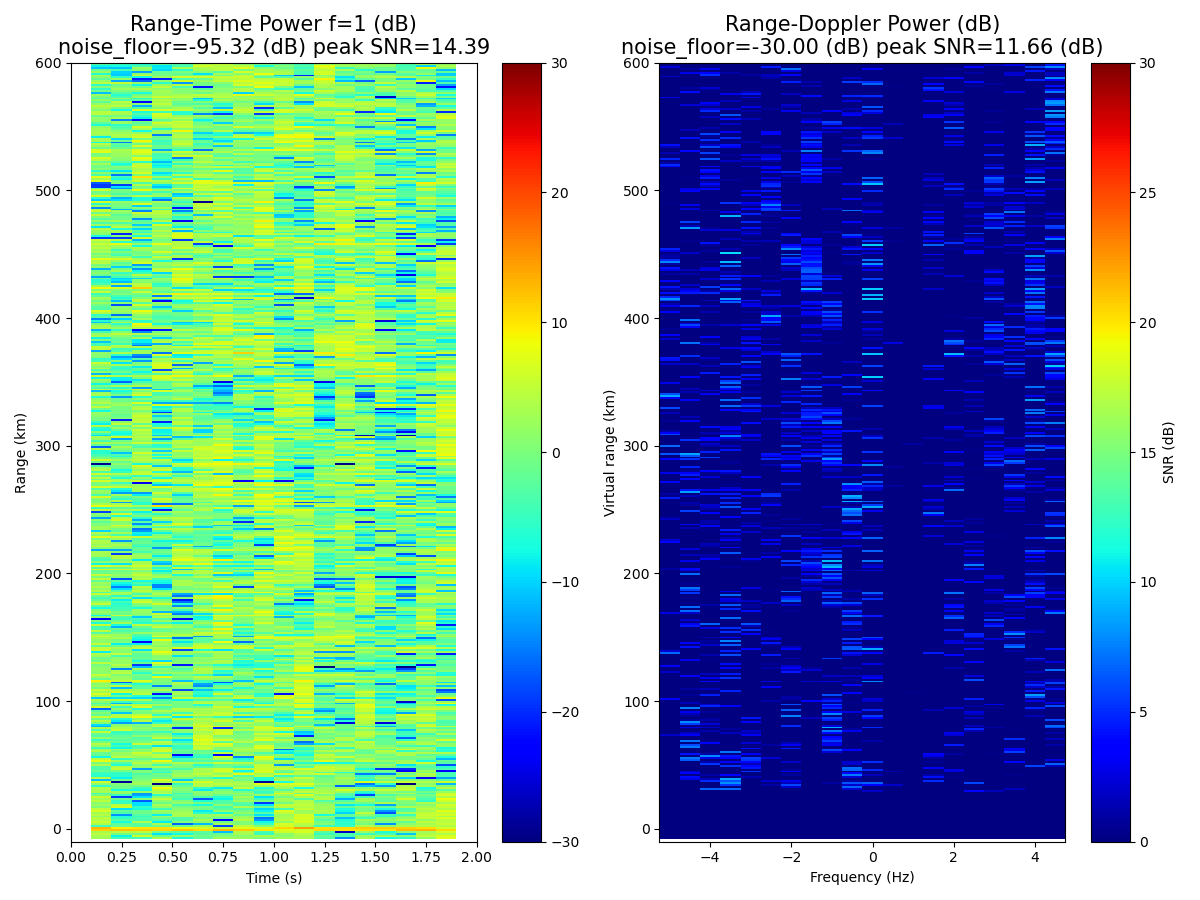 Range-Time Power f=1 (dB)
noise_floor=-95.32 (dB) peak SNR=14.39
600
500
400
300
200
100
0
Range (km)
0.00 0.25 0.50 0.75 1.00 1.25 1.50 1.75 2.00
Time (s)
30
20
10
0
−10
−20
−30
Range-Doppler Power (dB)
noise_floor=-30.00 (dB) peak SNR=11.66 (dB)
600
500
400
300
200
100
0
Virtual range (km)
−4 −2 0 2 4
Frequency (Hz)
30
25
20
15
10
5
0
SNR (dB)